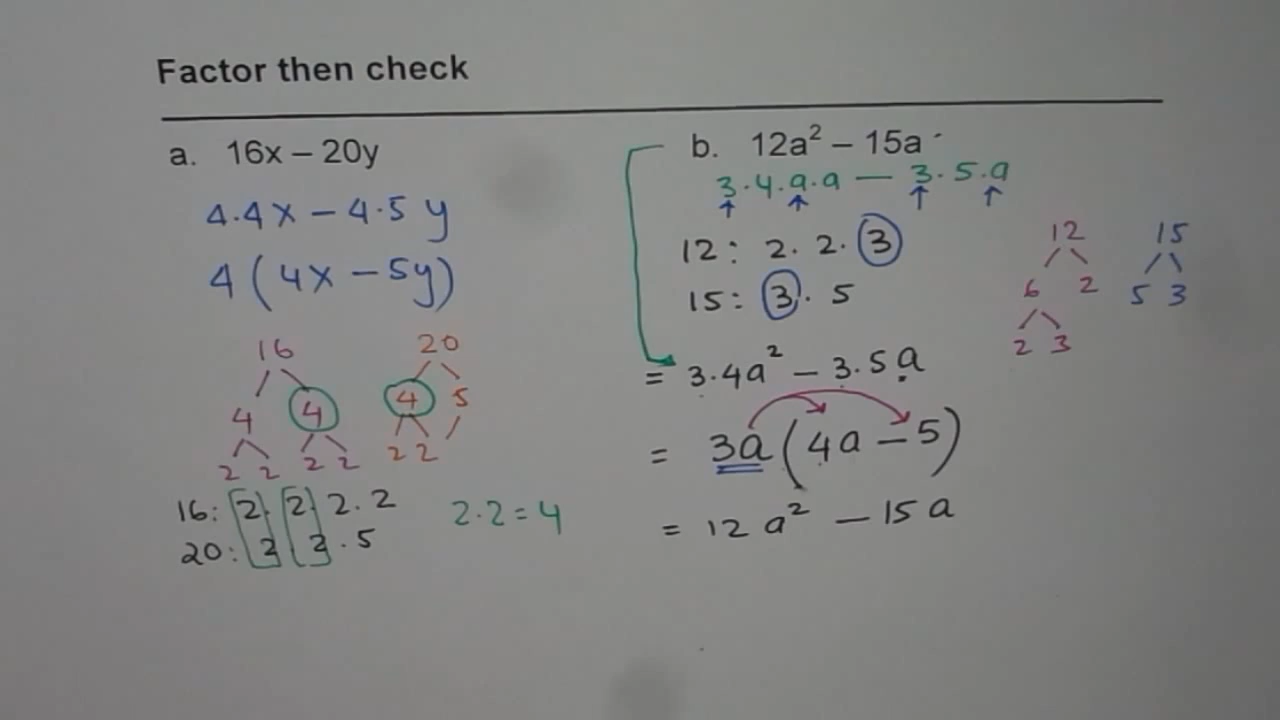 Factor then check
a. 16x – 20y
4.4x – 4.5y
4(4x – 5y)
16
4 4
2 2 2 2
20
4 5
2 2
16: 2. 2. 2. 2
20: 2 2. 5
2.2=4
b. 12a² – 15a
3.4.a.a — 3.5.a
12: 2. 2. 3
15: 3. 5
= 3.4a² – 3.5a
= 3a(4a – 5)
= 12a² – 15a
12
6 2
2 3
15
5 3